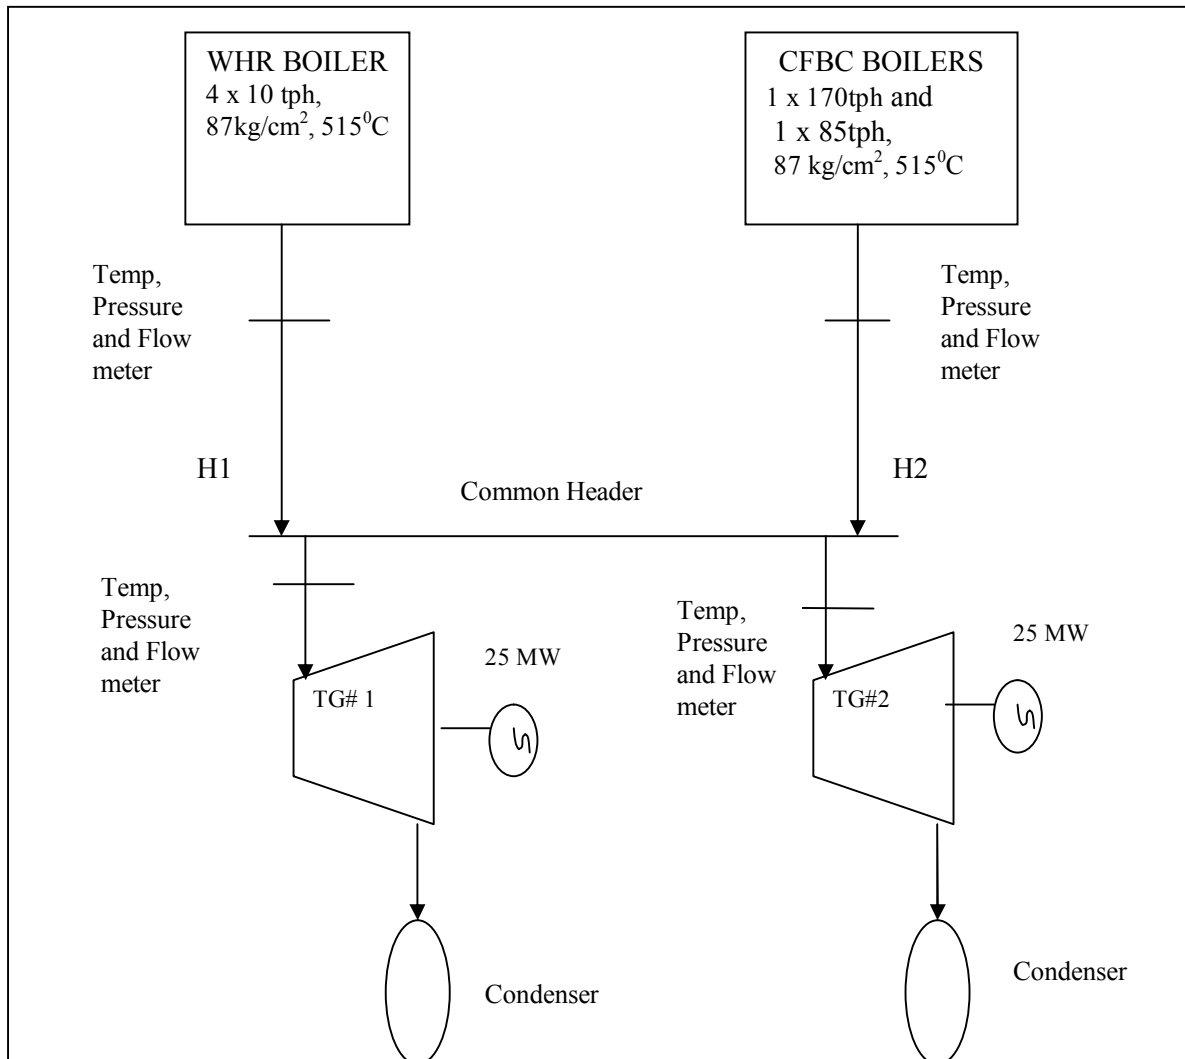 WHR BOILER
4 x 10 tph,
87kg/cm², 515⁰C
CFBC BOILERS
1 x 170tph and
1 x 85tph,
87 kg/cm², 515⁰C
Temp,
Pressure
and Flow
meter
Temp,
Pressure
and Flow
meter
H1
H2
Common Header
Temp,
Pressure
and Flow
meter
Temp,
Pressure
and Flow
meter
25 MW
25 MW
TG# 1
TG#2
Condenser
Condenser